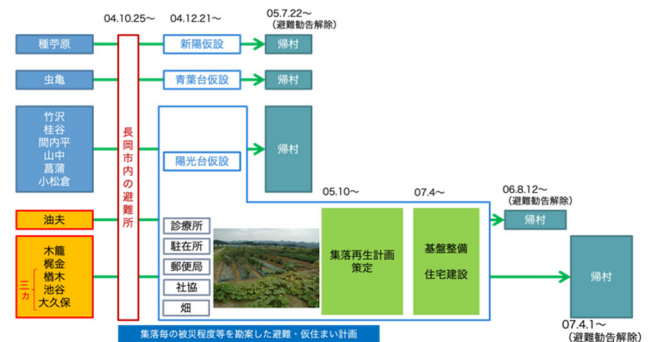 04.10.25～
04.12.21～
05.7.22～
（避難勧告解除）
種苧原
新陽仮設
帰村
虫亀
青葉台仮設
帰村
竹沢
桂谷
間内平
山中
菖蒲
小松倉
長岡市内の避難所
陽光台仮設
帰村
05.10～
07.4～
06.8.12～
（避難勧告解除）
油夫
診療所
駐在所
郵便局
社協
畑
集落再生計画
策定
基盤整備
住宅建設
帰村
木籠
梶金
楢木
池谷
大久保
三ヵ
帰村
07.4.1～
（避難勧告解除）
集落毎の被災程度等を勘案した避難・仮住まい計画